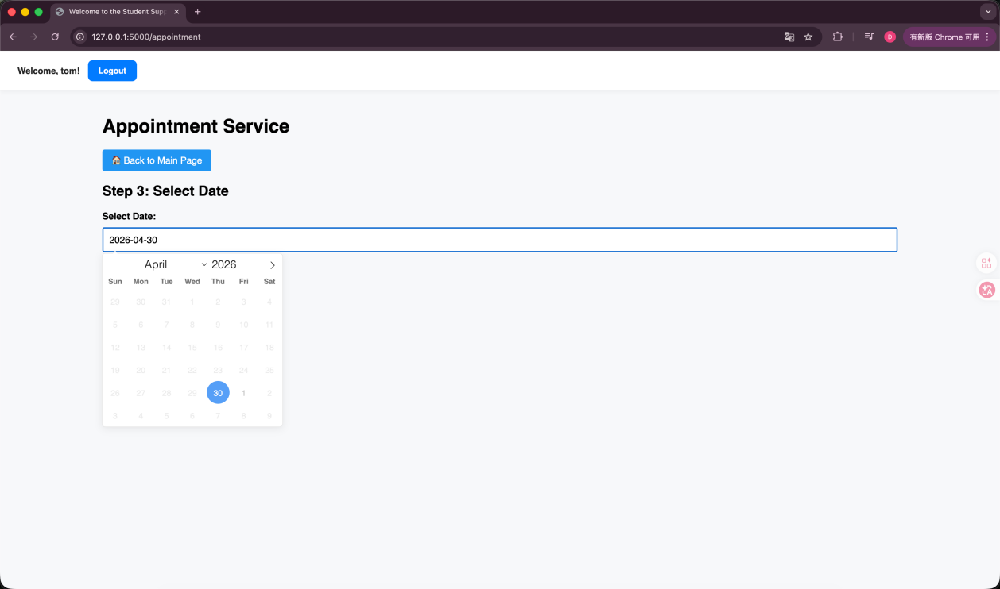 Welcome to the Student Supp
127.0.0.1:5000/appointment
D
有新版 Chrome 可用
Welcome, tom! Logout
Appointment Service
Back to Main Page
Step 3: Select Date
Select Date:
2026-04-30
April 2026
Sun Mon Tue Wed Thu Fri Sat
29 30 31 1 2 3 4
5 6 7 8 9 10 11
12 13 14 15 16 17 18
19 20 21 22 23 24 25
26 27 28 29 30 1 2
3 4 5 6 7 8 9